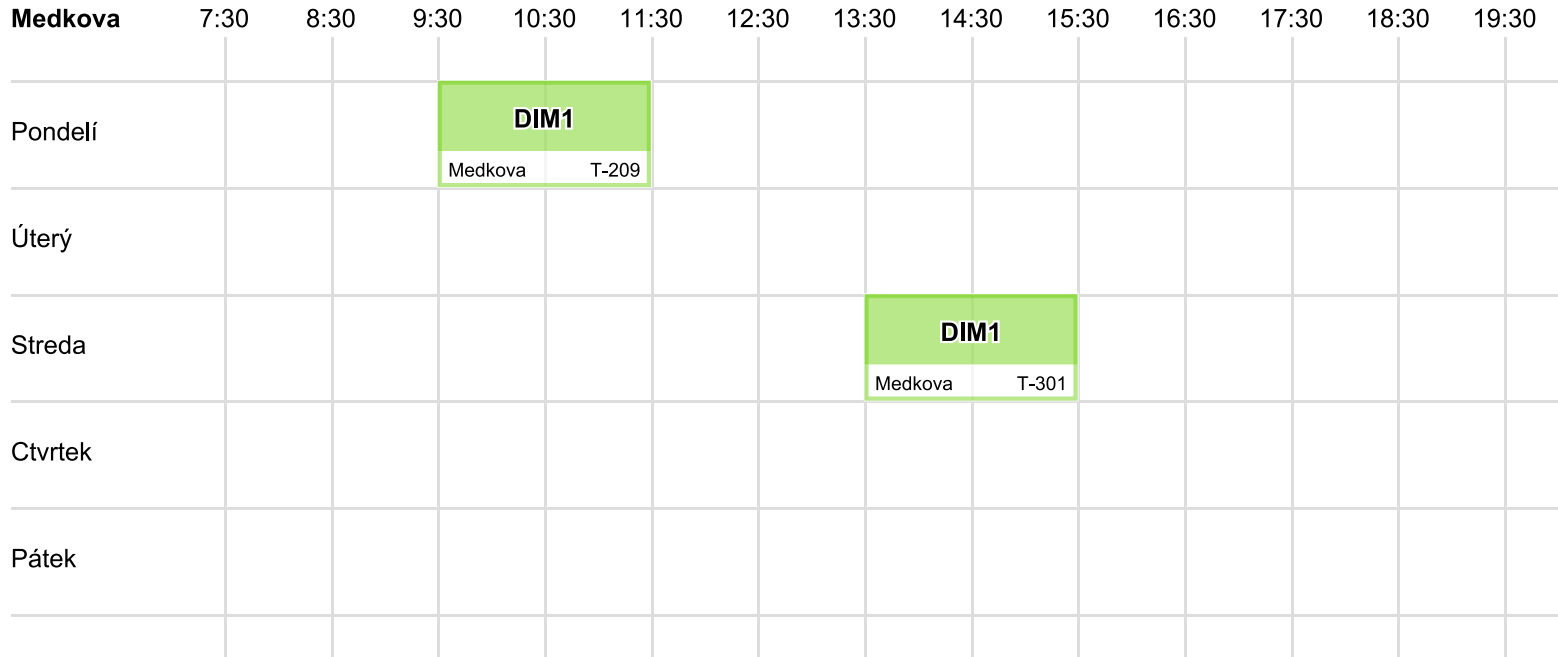 Medkova 7:30 8:30 9:30 10:30 11:30 12:30 13:30 14:30 15:30 16:30 17:30 18:30 19:30
Pondelí
DIM1
Medkova T-209
Úterý
Streda
DIM1
Medkova T-301
Ctvrtek
Pátek